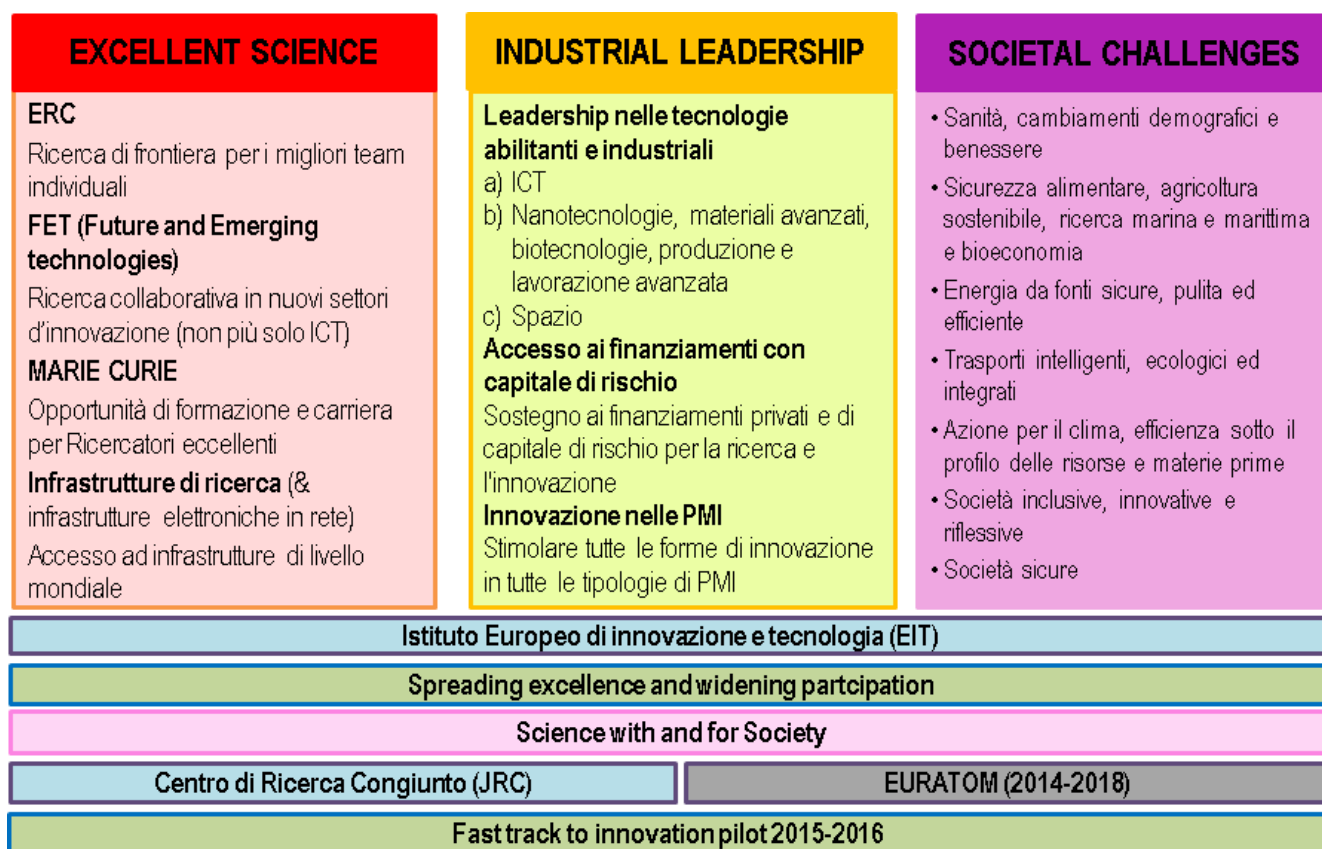 EXCELLENT SCIENCE
ERC
Ricerca di frontiera per i migliori team
individuali
FET (Future and Emerging
technologies)
Ricerca collaborativa in nuovi settori
d'innovazione (non più solo ICT)
MARIE CURIE
Opportunità di formazione e carriera
per Ricercatori eccellenti
Infrastrutture di ricerca (&
infrastrutture elettroniche in rete)
Accesso ad infrastrutture di livello
mondiale
INDUSTRIAL LEADERSHIP
Leadership nelle tecnologie
abilitanti e industriali
a) ICT
b) Nanotecnologie, materiali avanzati,
biotecnologie, produzione e
lavorazione avanzata
c) Spazio
Accesso ai finanziamenti con
capitale di rischio
Sostegno ai finanziamenti privati e di
capitale di rischio per la ricerca e
l'innovazione
Innovazione nelle PMI
Stimolare tutte le forme di innovazione
in tutte le tipologie di PMI
SOCIETAL CHALLENGES
• Sanità, cambiamenti demografici e
benessere
• Sicurezza alimentare, agricoltura
sostenibile, ricerca marina e marittima
e bioeconomia
• Energia da fonti sicure, pulita ed
efficiente
• Trasporti intelligenti, ecologici ed
integrati
• Azione per il clima, efficienza sotto il
profilo delle risorse e materie prime
• Società inclusive, innovative e
riflessive
• Società sicure
Istituto Europeo di innovazione e tecnologia (EIT)
Spreading excellence and widening partcipation
Science with and for Society
Centro di Ricerca Congiunto (JRC)
EURATOM (2014-2018)
Fast track to innovation pilot 2015-2016